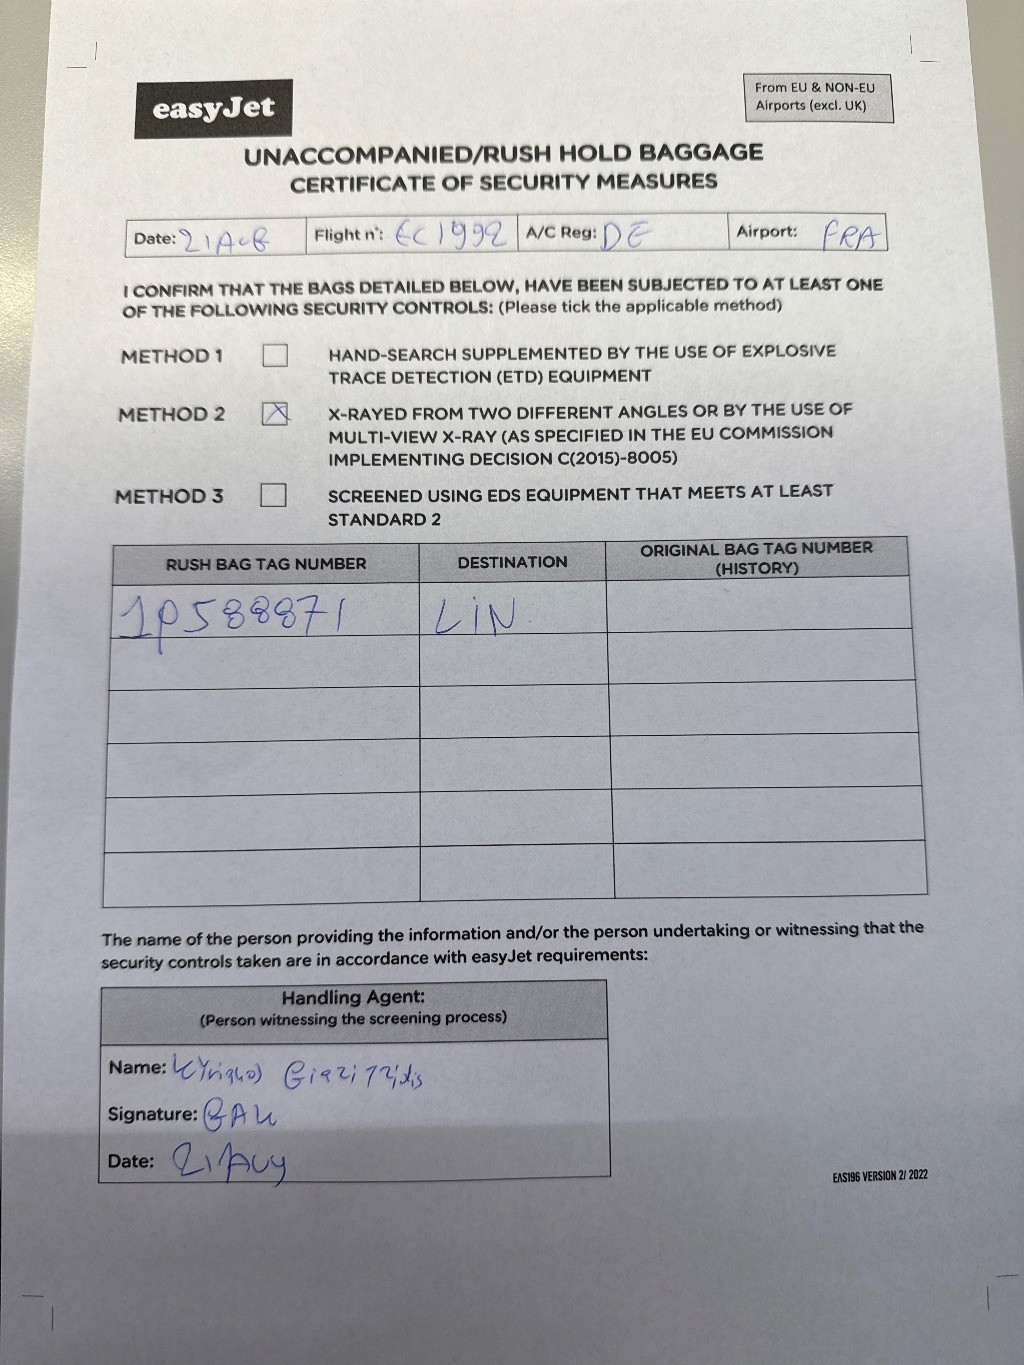 easyJet
From EU & NON-EU
Airports (excl. UK)
UNACCOMPANIED/RUSH HOLD BAGGAGE
CERTIFICATE OF SECURITY MEASURES
Date: 21AUG Flight n°: EC1992 A/C Reg: DE Airport: FRA
I CONFIRM THAT THE BAGS DETAILED BELOW, HAVE BEEN SUBJECTED TO AT LEAST ONE
OF THE FOLLOWING SECURITY CONTROLS: (Please tick the applicable method)
METHOD 1 HAND-SEARCH SUPPLEMENTED BY THE USE OF EXPLOSIVE
TRACE DETECTION (ETD) EQUIPMENT
METHOD 2 X-RAYED FROM TWO DIFFERENT ANGLES OR BY THE USE OF
MULTI-VIEW X-RAY (AS SPECIFIED IN THE EU COMMISSION
IMPLEMENTING DECISION C(2015)-8005)
METHOD 3 SCREENED USING EDS EQUIPMENT THAT MEETS AT LEAST
STANDARD 2
RUSH BAG TAG NUMBER DESTINATION ORIGINAL BAG TAG NUMBER
(HISTORY)
1P588871 LIN
The name of the person providing the information and/or the person undertaking or witnessing that the
security controls taken are in accordance with easyJet requirements:
Handling Agent:
(Person witnessing the screening process)
Name:
Signature:
Date: 21Aug
EAS196 VERSION 2/ 2022